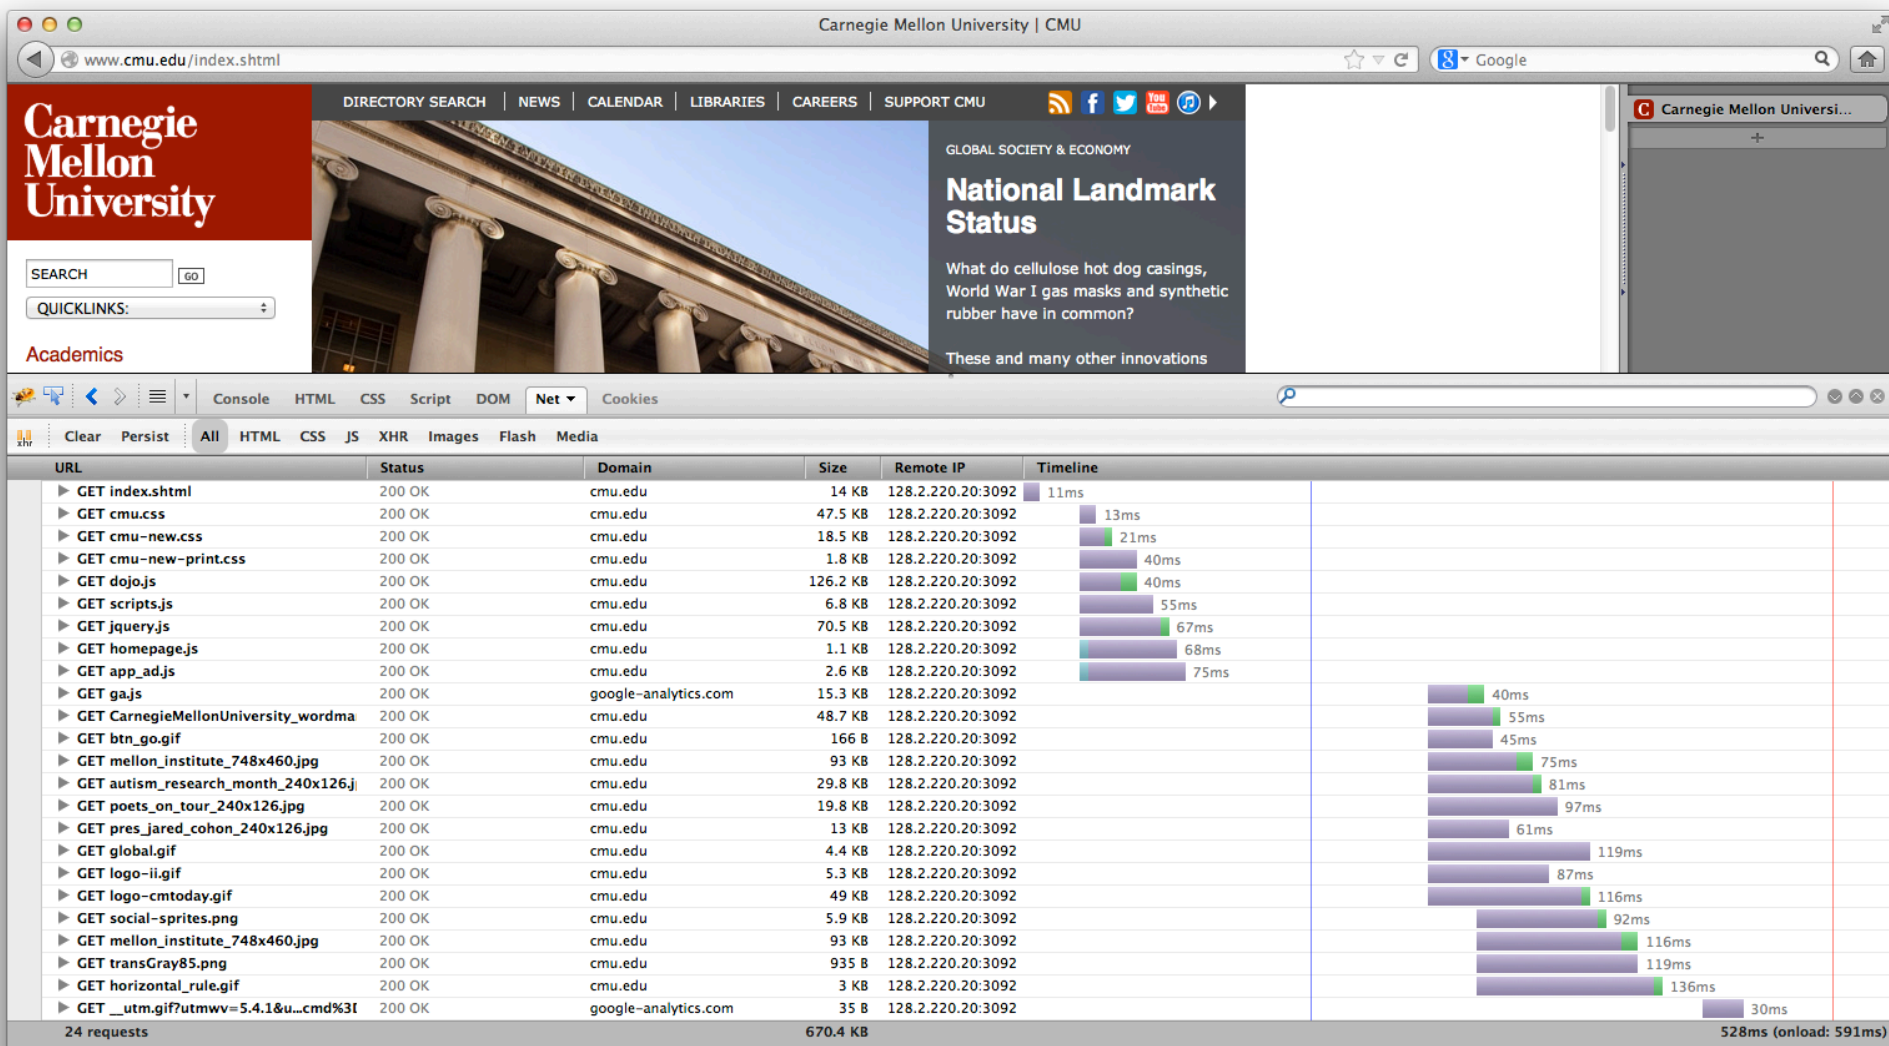 Carnegie Mellon University | CMU
www.cmu.edu/index.shtml
Google
Carnegie
Mellon
University
DIRECTORY SEARCH | NEWS | CALENDAR | LIBRARIES | CAREERS | SUPPORT CMU
You
Tube
C Carnegie Mellon Universi...
+
SEARCH
GO
QUICKLINKS:
Academics
GLOBAL SOCIETY & ECONOMY
National Landmark
Status
What do cellulose hot dog casings,
World War I gas masks and synthetic
rubber have in common?
These and many other innovations
Console HTML CSS Script DOM Net Cookies
xhr Clear Persist All HTML CSS JS XHR Images Flash Media
URL Status Domain Size Remote IP Timeline
GET index.shtml 200 OK cmu.edu 14 KB 128.2.220.20:3092 11ms
GET cmu.css 200 OK cmu.edu 47.5 KB 128.2.220.20:3092 13ms
GET cmu-new.css 200 OK cmu.edu 18.5 KB 128.2.220.20:3092 21ms
GET cmu-new-print.css 200 OK cmu.edu 1.8 KB 128.2.220.20:3092 40ms
GET dojo.js 200 OK cmu.edu 126.2 KB 128.2.220.20:3092 40ms
GET scripts.js 200 OK cmu.edu 6.8 KB 128.2.220.20:3092 55ms
GET jquery.js 200 OK cmu.edu 70.5 KB 128.2.220.20:3092 67ms
GET homepage.js 200 OK cmu.edu 1.1 KB 128.2.220.20:3092 68ms
GET app_ad.js 200 OK cmu.edu 2.6 KB 128.2.220.20:3092 75ms
GET ga.js 200 OK google-analytics.com 15.3 KB 128.2.220.20:3092 40ms
GET CarnegieMellonUniversity_wordma 200 OK cmu.edu 48.7 KB 128.2.220.20:3092 55ms
GET btn_go.gif 200 OK cmu.edu 166 B 128.2.220.20:3092 45ms
GET mellon_institute_748x460.jpg 200 OK cmu.edu 93 KB 128.2.220.20:3092 75ms
GET autism_research_month_240x126.j 200 OK cmu.edu 29.8 KB 128.2.220.20:3092 81ms
GET poets_on_tour_240x126.jpg 200 OK cmu.edu 19.8 KB 128.2.220.20:3092 97ms
GET pres_jared_cohon_240x126.jpg 200 OK cmu.edu 13 KB 128.2.220.20:3092 61ms
GET global.gif 200 OK cmu.edu 4.4 KB 128.2.220.20:3092 119ms
GET logo-ii.gif 200 OK cmu.edu 5.3 KB 128.2.220.20:3092 87ms
GET logo-cmtoday.gif 200 OK cmu.edu 49 KB 128.2.220.20:3092 116ms
GET social-sprites.png 200 OK cmu.edu 5.9 KB 128.2.220.20:3092 92ms
GET mellon_institute_748x460.jpg 200 OK cmu.edu 93 KB 128.2.220.20:3092 116ms
GET transGray85.png 200 OK cmu.edu 935 B 128.2.220.20:3092 119ms
GET horizontal_rule.gif 200 OK cmu.edu 3 KB 128.2.220.20:3092 136ms
GET __utm.gif?utmwv=5.4.1&u...cmd%3D 200 OK google-analytics.com 35 B 128.2.220.20:3092 30ms
24 requests 670.4 KB 528ms (onload: 591ms)